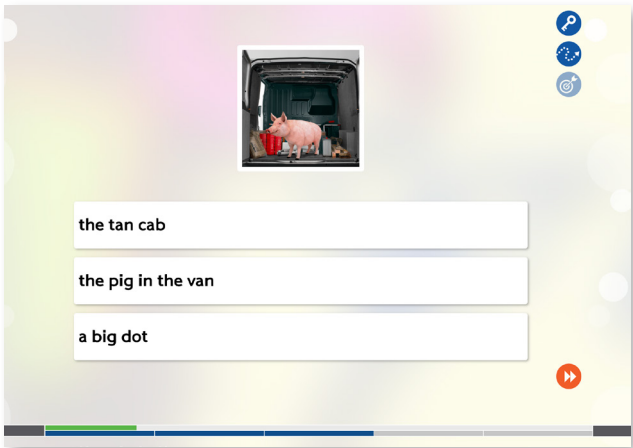 the tan cab
the pig in the van
a big dot